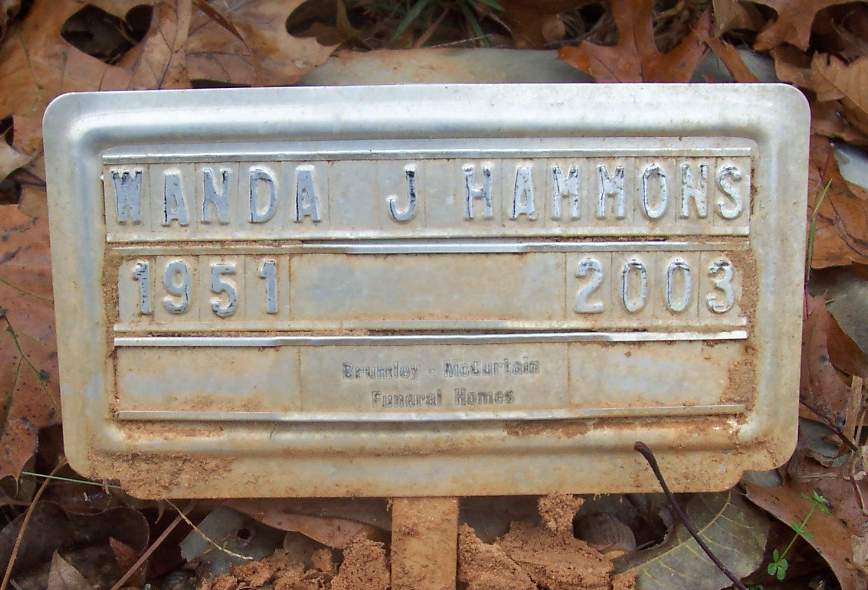 WANDA J HAMMONS
1951 2003
Brumley - McCurtain
Funeral Homes